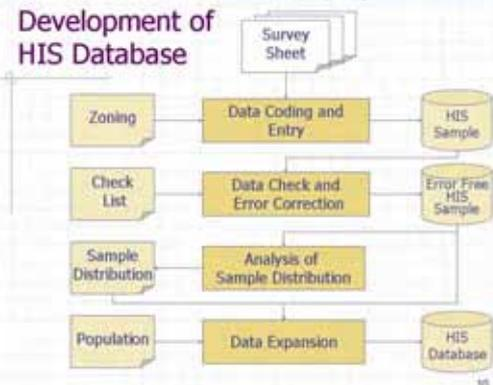 Development of
HIS Database
Survey
Sheet
Zoning
Data Coding and
Entry
HIS
Sample
Check
List
Data Check and
Error Correction
Error Free
HIS
Sample
Sample
Distribution
Analysis of
Sample Distribution
Population
Data Expansion
HIS
Database